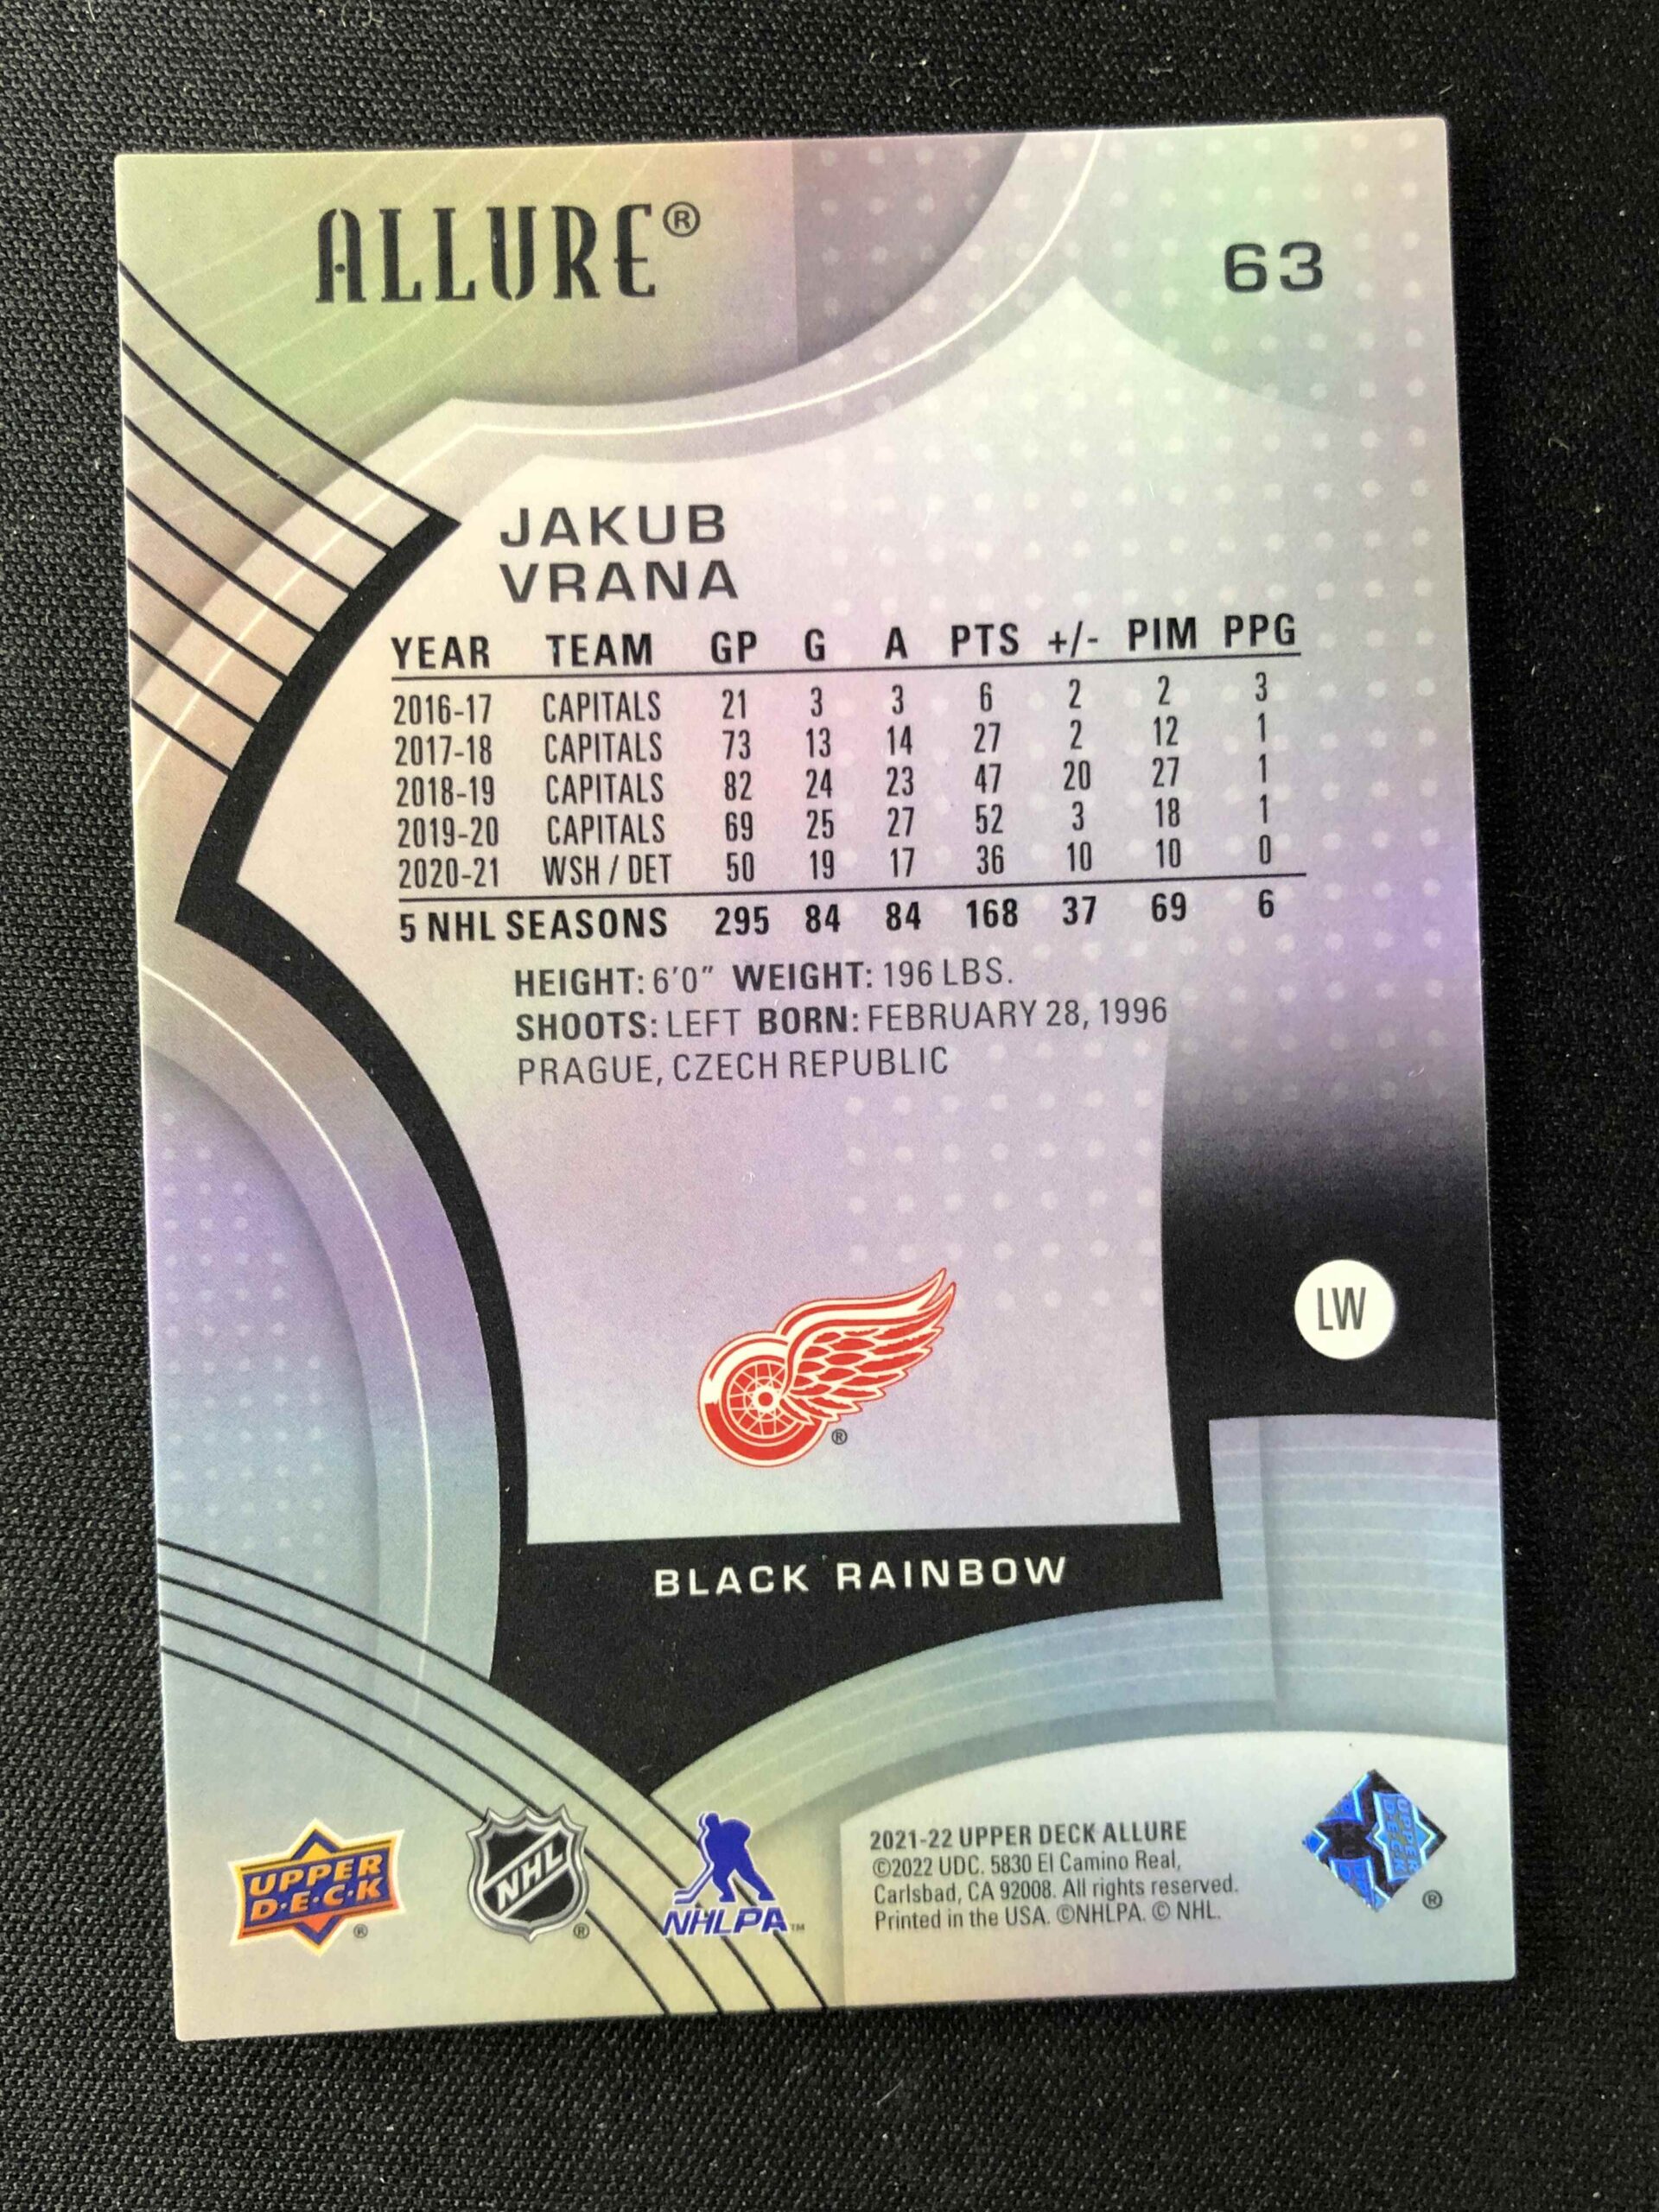 ALLURE®
63
JAKUB
VRANA
YEAR TEAM GP G A PTS +/- PIM PPG
2016-17 CAPITALS 21 3 3 6 2 2 3
2017-18 CAPITALS 73 13 14 27 2 12 1
2018-19 CAPITALS 82 24 23 47 20 27 1
2019-20 CAPITALS 69 25 27 52 3 18 1
2020-21 WSH / DET 50 19 17 36 10 10 0
5 NHL SEASONS 295 84 84 168 37 69 6
HEIGHT: 6'0" WEIGHT: 196 LBS.
SHOOTS: LEFT BORN: FEBRUARY 28, 1996
PRAGUE, CZECH REPUBLIC
LW
®
BLACK RAINBOW
UPPER
D·E·C·K
®
NHL
®
NHLPA™
2021-22 UPPER DECK ALLURE
©2022 UDC. 5830 El Camino Real,
Carlsbad, CA 92008. All rights reserved.
Printed in the USA. ©NHLPA. © NHL.
UPPER
DECK
®